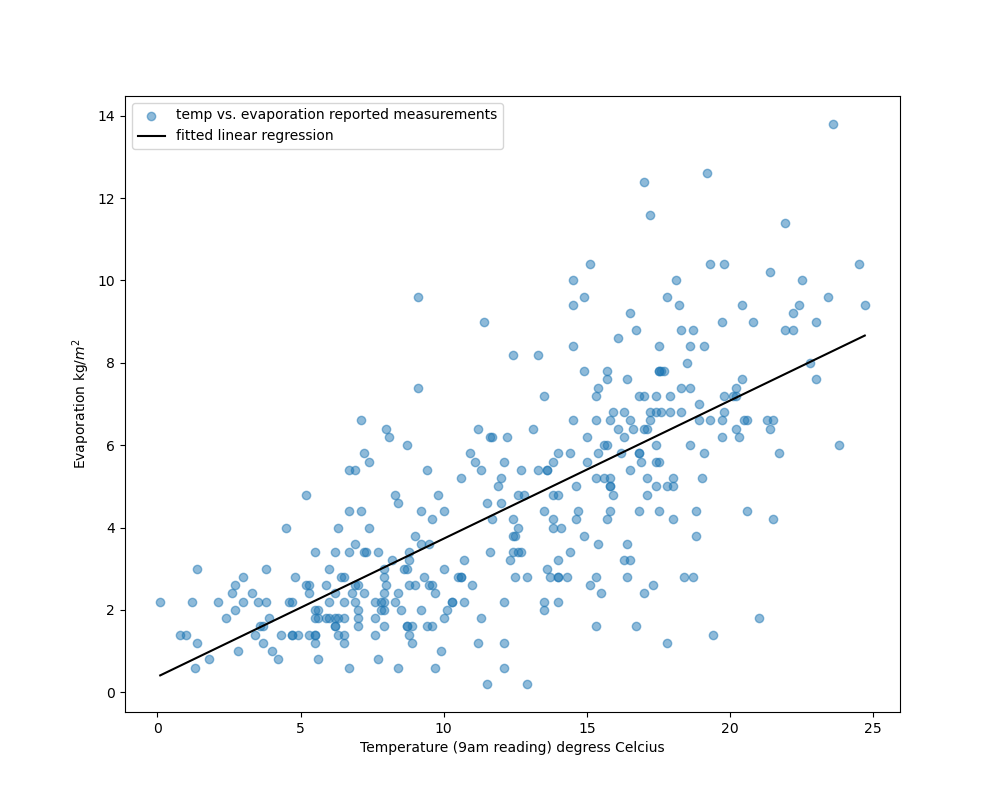 temp vs. evaporation reported measurements
fitted linear regression
14
12
10
8
6
4
2
0
Evaporation kg/m²
0 5 10 15 20 25
Temperature (9am reading) degress Celcius